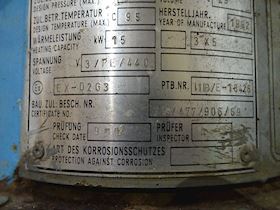 DESIGN PRESSURE (MAX.)
ZUL. BETR. TEMPERATUR HERSTELLJAHR
DESIGN TEMPERATURE (MAX.) °C 95 YEAR OF MANUFACTURE
WÄRMELEISTUNG
HEATING CAPACITY kW 15
SPANNUNG
VOLTAGE V 3/PE/440
EX-02G3 PTB.NR.
BAU. ZUL. BESCH. NR.
CERTIFICATE NO.
PRÜFUNG PRÜFER
CHECK DATE INSPECTOR
ART DES KORROSIONSSCHUTZES
PROTECTION AGAINST CORROSION